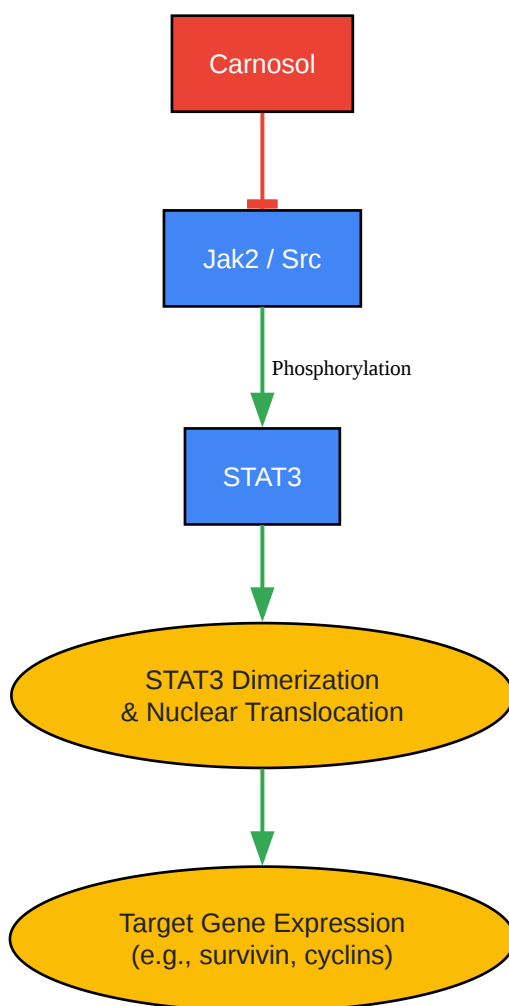 Carnosol
Jak2 / Src
Phosphorylation
STAT3
STAT3 Dimerization
& Nuclear Translocation
Target Gene Expression
(e.g., survivin, cyclins)